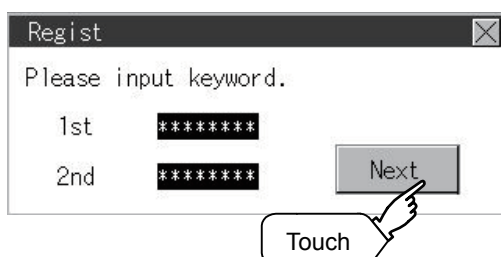 Regist
Please input keyword.
1st ********
2nd ********
Next
Touch